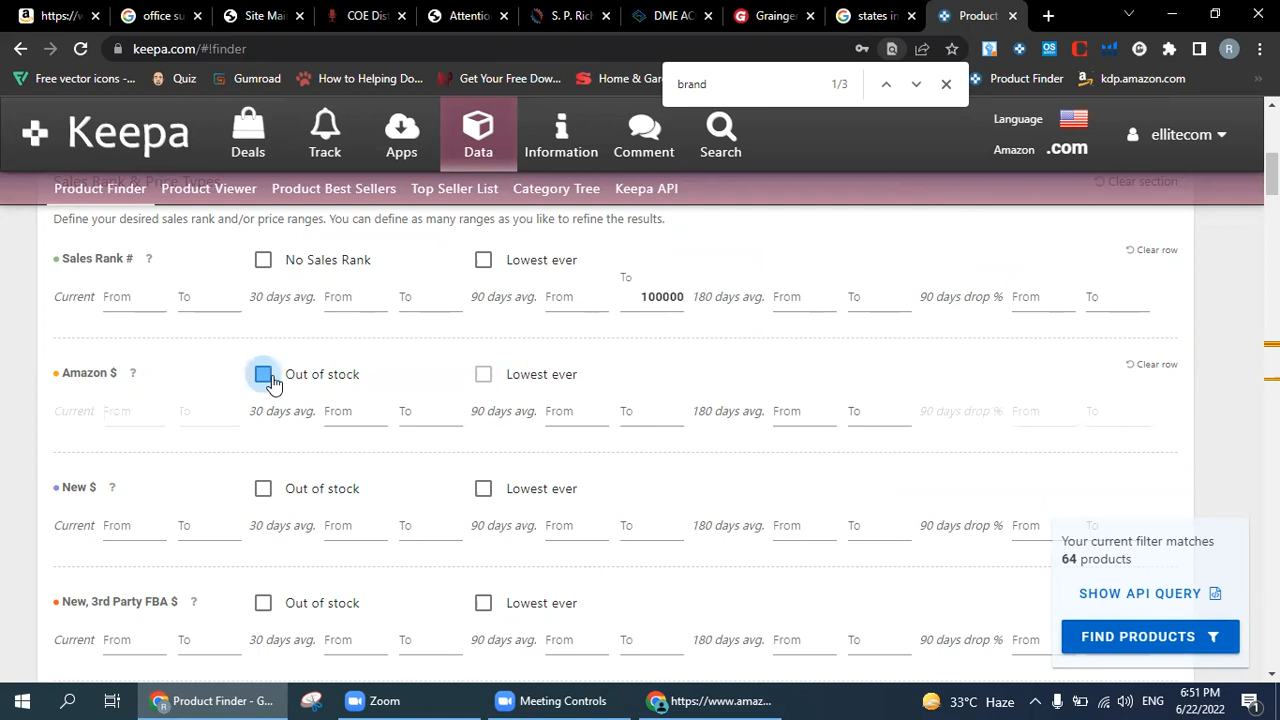 https://w
office su
Site Mai
COE Dist
Attentio
S. P. Rich
DME AC
Grainger
states in
Product
keepa.com/#!finder
Free vector icons -...
Quiz
Gumroad
How to Helping Do...
Get Your Free Dow...
Home & Gar
Product Finder
kdp.amazon.com
brand
1/3
Keepa
Deals
Track
Apps
Data
Information
Comment
Search
Language
Amazon .com
ellitecom
Product Finder
Product Viewer
Product Best Sellers
Top Seller List
Category Tree
Keepa API
Sales Rank & Price Types
Clear section
Define your desired sales rank and/or price ranges. You can define as many ranges as you like to refine the results.
Sales Rank # ?
No Sales Rank
Lowest ever
Clear row
Current From To 30 days avg. From To 90 days avg. From To 100000 180 days avg. From To 90 days drop % From To
Amazon $ ?
Out of stock
Lowest ever
Clear row
Current From To 30 days avg. From To 90 days avg. From To 180 days avg. From To 90 days drop % From To
New $ ?
Out of stock
Lowest ever
Current From To 30 days avg. From To 90 days avg. From To 180 days avg. From To 90 days drop % From To
New, 3rd Party FBA $ ?
Out of stock
Lowest ever
Current From To 30 days avg. From To 90 days avg. From To 180 days avg. From To 90 days drop % From
Your current filter matches
64 products
SHOW API QUERY
FIND PRODUCTS
Product Finder - G...
Zoom
Meeting Controls
https://www.amaz...
33°C Haze
ENG
6:51 PM
6/22/2022